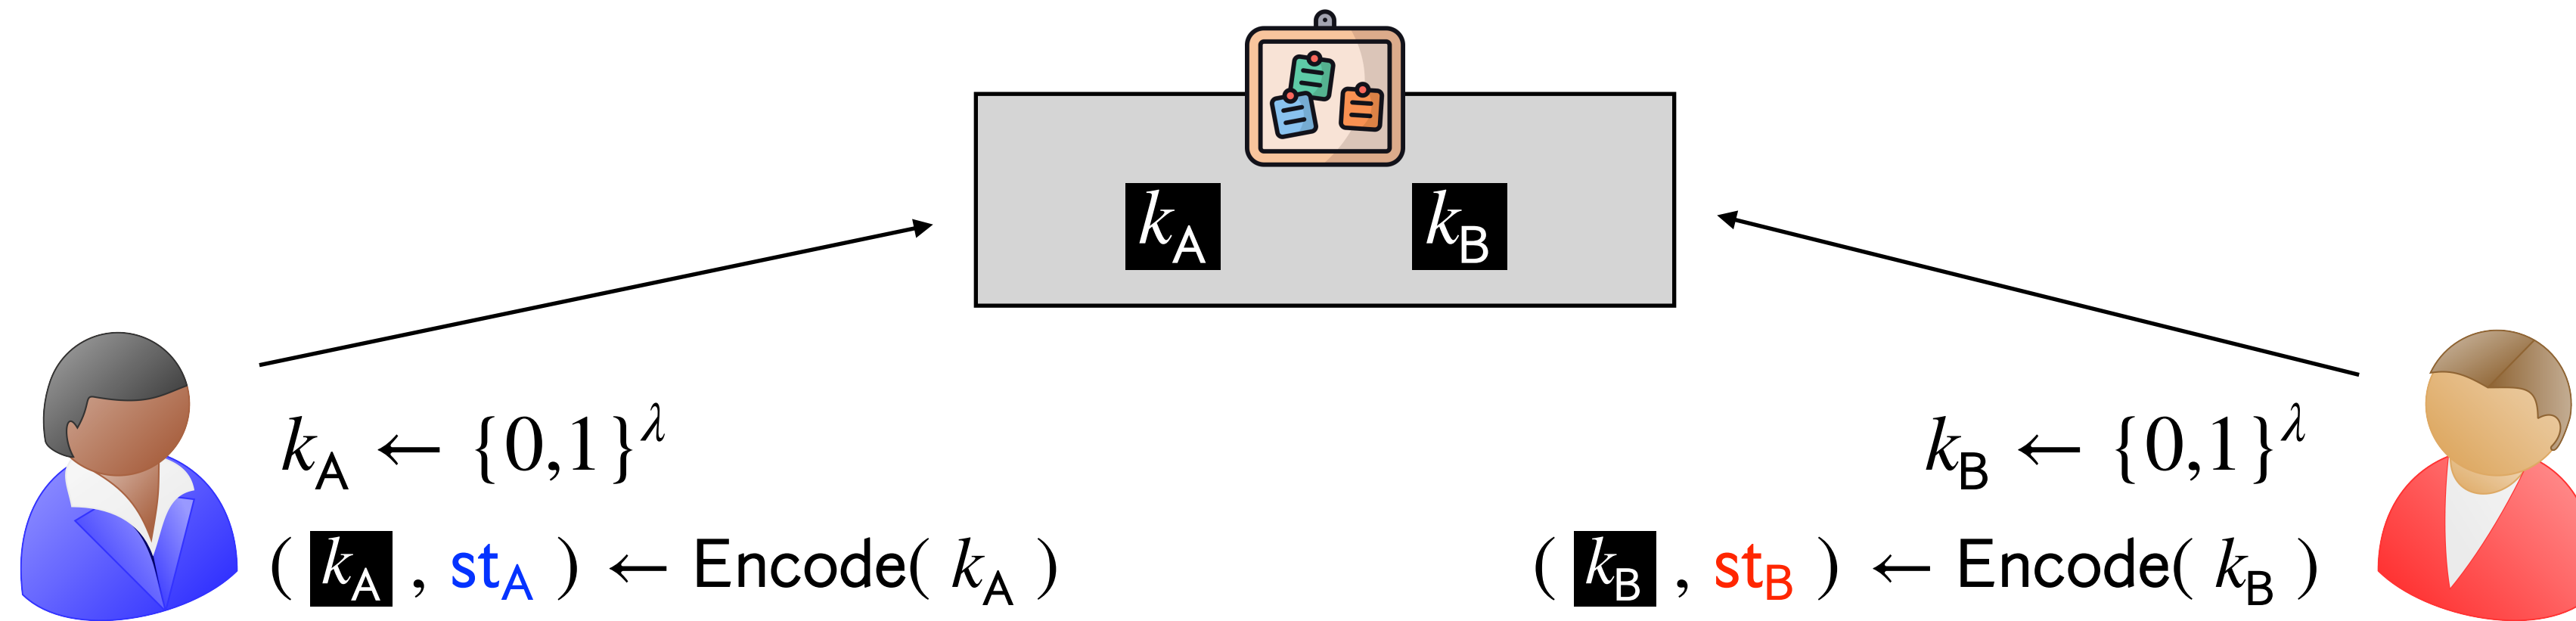 k_A k_B
k_A ← {0,1}^λ
(k_A, st_A) ← Encode(k_A)
k_B ← {0,1}^λ
(k_B, st_B) ← Encode(k_B)